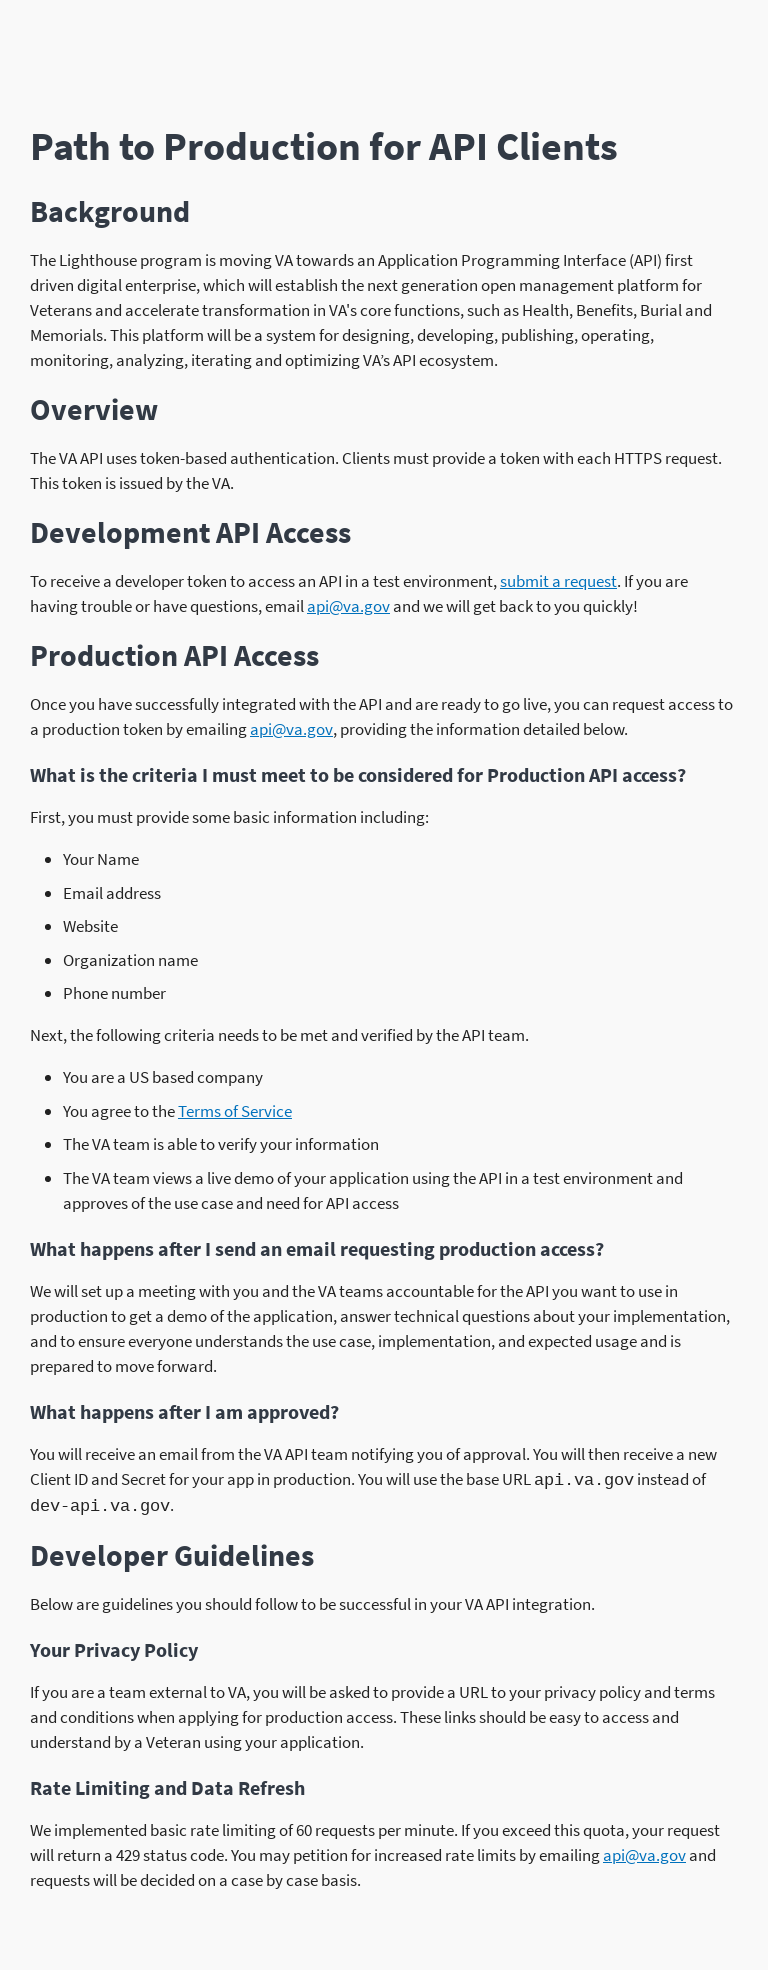 Path to Production for API Clients
Background
The Lighthouse program is moving VA towards an Application Programming Interface (API) first
driven digital enterprise, which will establish the next generation open management platform for
Veterans and accelerate transformation in VA's core functions, such as Health, Benefits, Burial and
Memorials. This platform will be a system for designing, developing, publishing, operating,
monitoring, analyzing, iterating and optimizing VA’s API ecosystem.
Overview
The VA API uses token-based authentication. Clients must provide a token with each HTTPS request.
This token is issued by the VA.
Development API Access
To receive a developer token to access an API in a test environment, submit a request. If you are
having trouble or have questions, email api@va.gov and we will get back to you quickly!
Production API Access
Once you have successfully integrated with the API and are ready to go live, you can request access to
a production token by emailing api@va.gov, providing the information detailed below.
What is the criteria I must meet to be considered for Production API access?
First, you must provide some basic information including:
• Your Name
• Email address
• Website
• Organization name
• Phone number
Next, the following criteria needs to be met and verified by the API team.
• You are a US based company
• You agree to the Terms of Service
• The VA team is able to verify your information
• The VA team views a live demo of your application using the API in a test environment and
approves of the use case and need for API access
What happens after I send an email requesting production access?
We will set up a meeting with you and the VA teams accountable for the API you want to use in
production to get a demo of the application, answer technical questions about your implementation,
and to ensure everyone understands the use case, implementation, and expected usage and is
prepared to move forward.
What happens after I am approved?
You will receive an email from the VA API team notifying you of approval. You will then receive a new
Client ID and Secret for your app in production. You will use the base URL api.va.gov instead of
dev-api.va.gov.
Developer Guidelines
Below are guidelines you should follow to be successful in your VA API integration.
Your Privacy Policy
If you are a team external to VA, you will be asked to provide a URL to your privacy policy and terms
and conditions when applying for production access. These links should be easy to access and
understand by a Veteran using your application.
Rate Limiting and Data Refresh
We implemented basic rate limiting of 60 requests per minute. If you exceed this quota, your request
will return a 429 status code. You may petition for increased rate limits by emailing api@va.gov and
requests will be decided on a case by case basis.